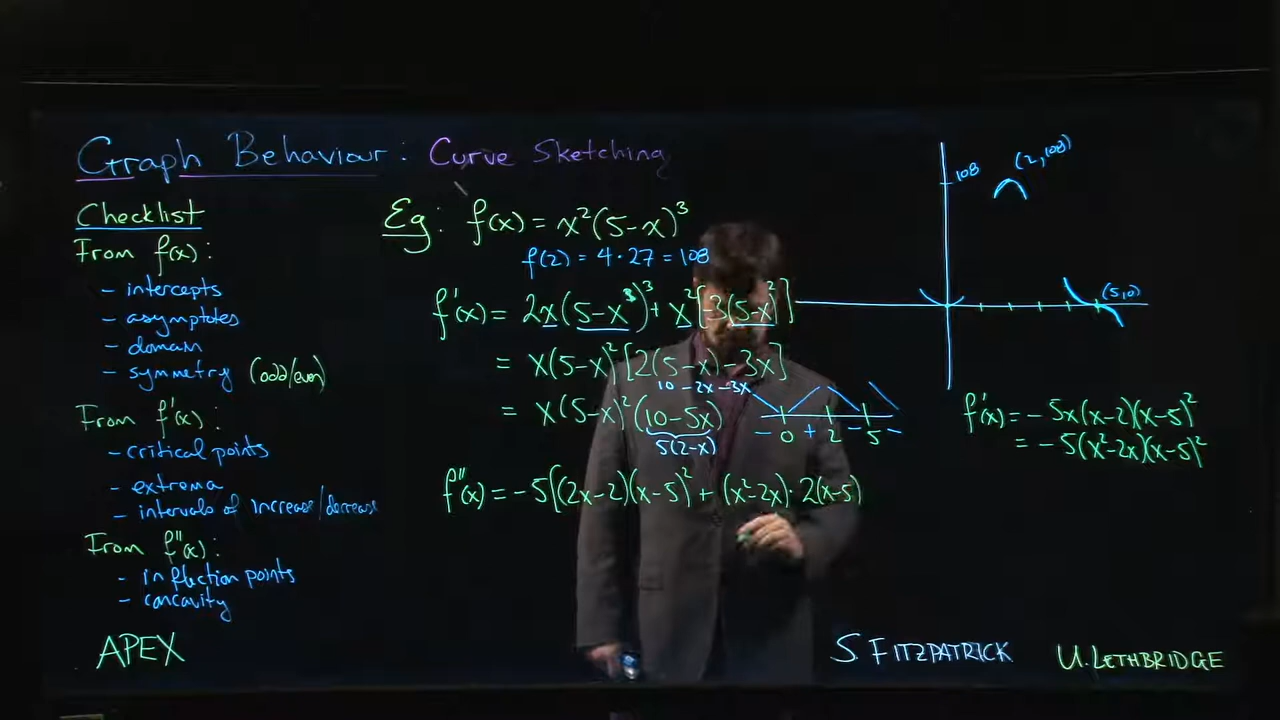 Graph Behaviour: Curve Sketching
Checklist
From f(x):
- intercepts
- asymptotes
- domain
- symmetry (odd/even)
From f'(x):
- critical points
- extrema
- intervals of increase/decrease
From f''(x):
- inflection points
- concavity
APEX
Eg: f(x) = x²(5-x)³
f(2) = 4·27 = 108
f'(x) = 2x(5-x)³ + x²[-3(5-x)²]
= x(5-x)²[2(5-x)-3x]
10 -2x -3x
= x(5-x)²(10-5x)
5(2-x)
- 0 + 2 - 5 -
f''(x) = -5[(2x-2)(x-5)² + (x²-2x)·2(x-5)
108
(2,108)
(5,0)
f'(x) = -5x(x-2)(x-5)²
= -5(x²-2x)(x-5)²
S. FITZPATRICK
U. LETHBRIDGE